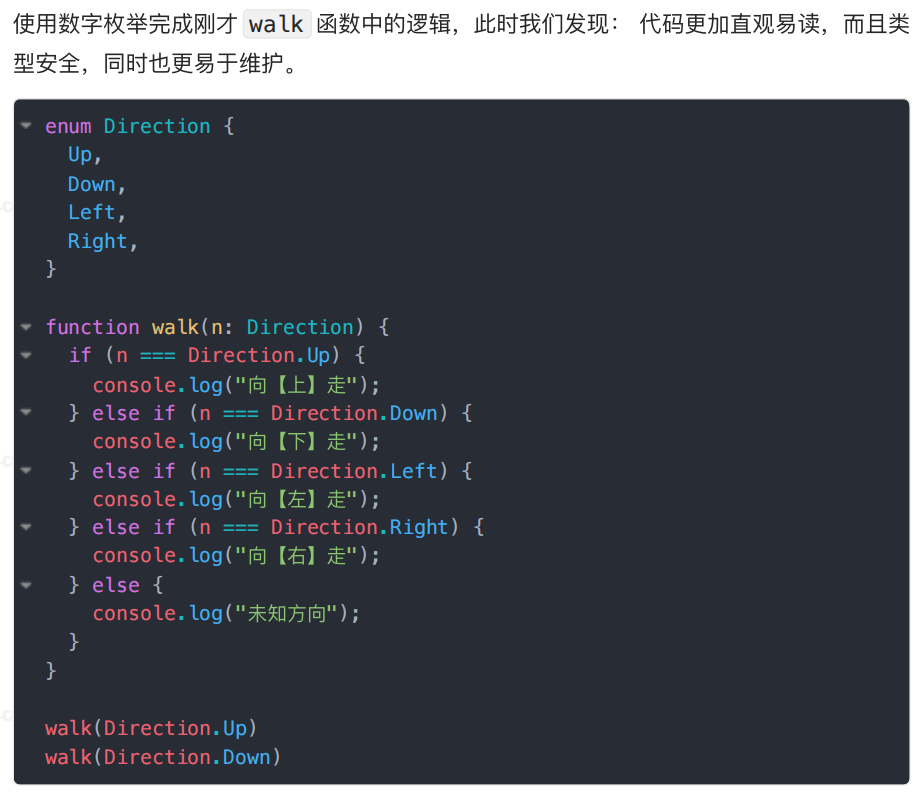 使用数字枚举完成刚才 walk 函数中的逻辑，此时我们发现： 代码更加直观易读，而且类
型安全，同时也更易于维护。
enum Direction {
  Up,
  Down,
  Left,
  Right,
}

function walk(n: Direction) {
  if (n === Direction.Up) {
    console.log("向【上】走");
  } else if (n === Direction.Down) {
    console.log("向【下】走");
  } else if (n === Direction.Left) {
    console.log("向【左】走");
  } else if (n === Direction.Right) {
    console.log("向【右】走");
  } else {
    console.log("未知方向");
  }
}

walk(Direction.Up)
walk(Direction.Down)